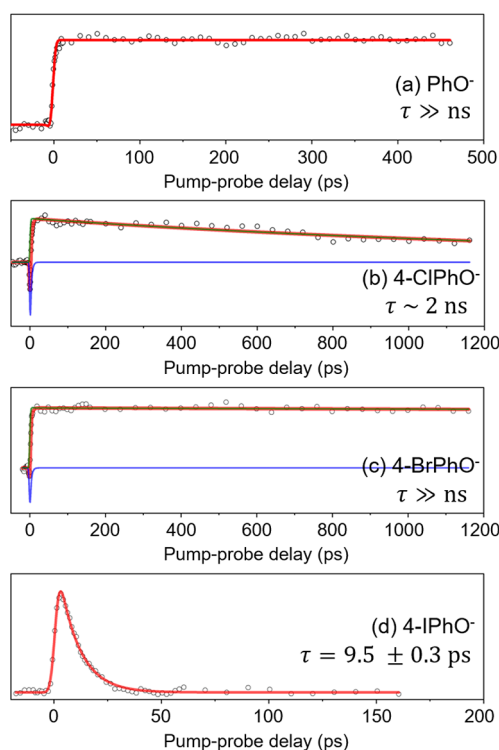 (a) PhO⁻
τ ≫ ns
0 100 200 300 400 500
Pump-probe delay (ps)
(b) 4-ClPhO⁻
τ ~ 2 ns
0 200 400 600 800 1000 1200
Pump-probe delay (ps)
(c) 4-BrPhO⁻
τ ≫ ns
0 200 400 600 800 1000 1200
Pump-probe delay (ps)
(d) 4-IPhO⁻
τ = 9.5 ± 0.3 ps
0 50 100 150 200
Pump-probe delay (ps)